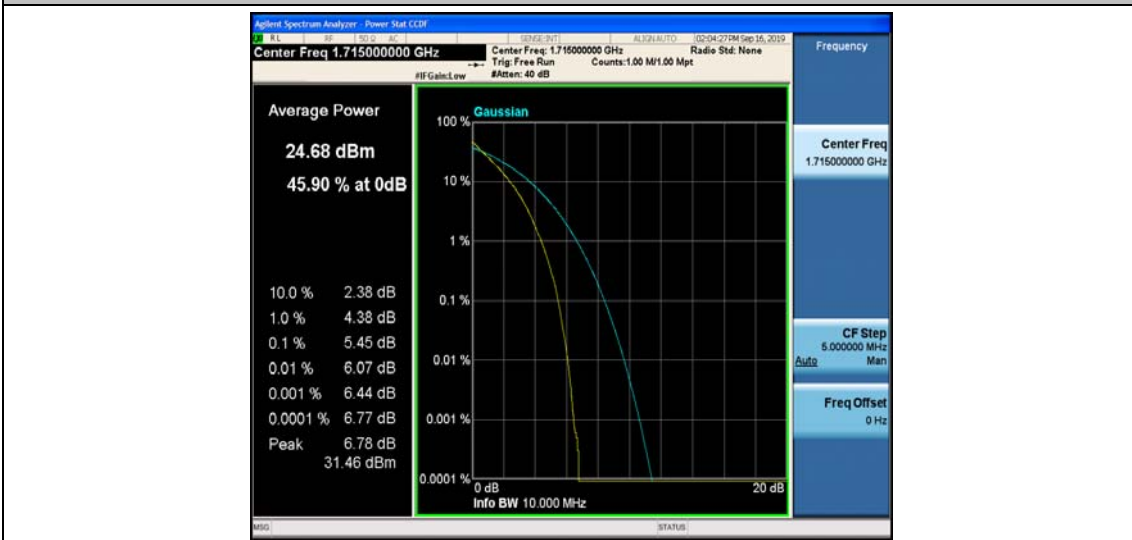 Agilent Spectrum Analyzer - Power Stat CCDF
RL RF 50 Ω AC SENSE:INT ALIGN AUTO 02:04:27 PM Sep 16, 2019
Center Freq 1.715000000 GHz
Center Freq: 1.715000000 GHz Radio Std: None
Trig: Free Run Counts:1.00 M/1.00 Mpt
#IFGain:Low #Atten: 40 dB
Frequency
Average Power
24.68 dBm
45.90 % at 0dB
10.0 % 2.38 dB
1.0 % 4.38 dB
0.1 % 5.45 dB
0.01 % 6.07 dB
0.001 % 6.44 dB
0.0001 % 6.77 dB
Peak 6.78 dB
31.46 dBm
Gaussian
100 %
10 %
1 %
0.1 %
0.01 %
0.001 %
0.0001 %
0 dB 20 dB
Info BW 10.000 MHz
Center Freq
1.715000000 GHz
CF Step
5.000000 MHz
Auto Man
Freq Offset
0 Hz
MSG STATUS